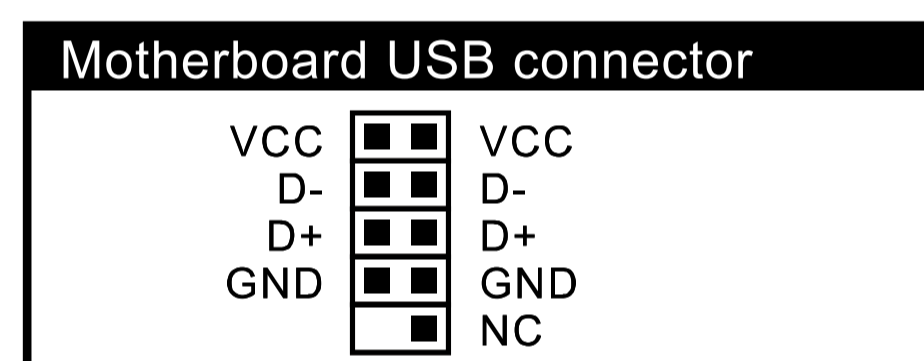 Motherboard USB connector
VCC VCC
D- D-
D+ D+
GND GND
NC